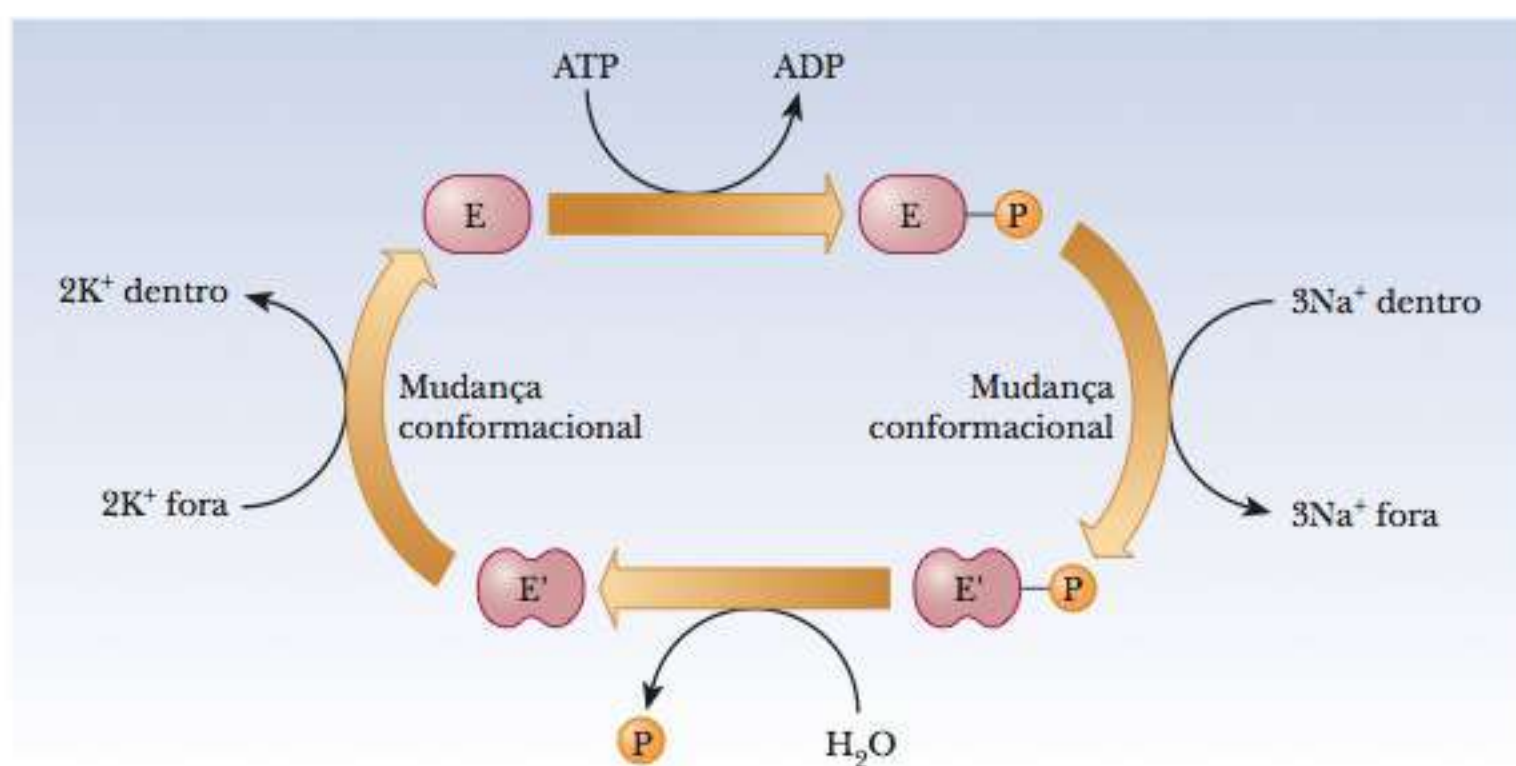 ATP
ADP
E
E
P
2K⁺ dentro
3Na⁺ dentro
Mudança
conformacional
Mudança
conformacional
2K⁺ fora
3Na⁺ fora
E'
E'
P
P
H₂O